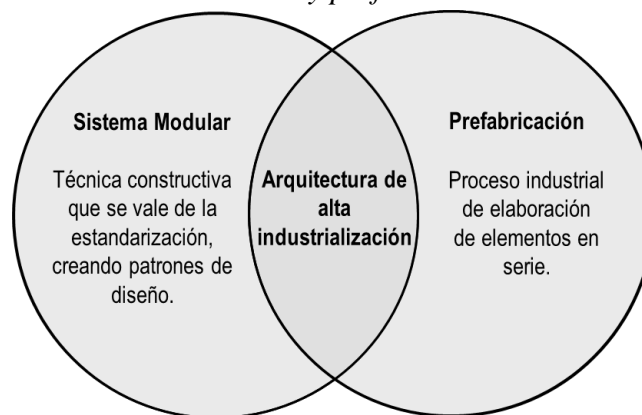 Sistema Modular
Técnica constructiva
que se vale de la
estandarización,
creando patrones de
diseño.
Arquitectura de
alta
industrialización
Prefabricación
Proceso industrial
de elaboración
de elementos en
serie.